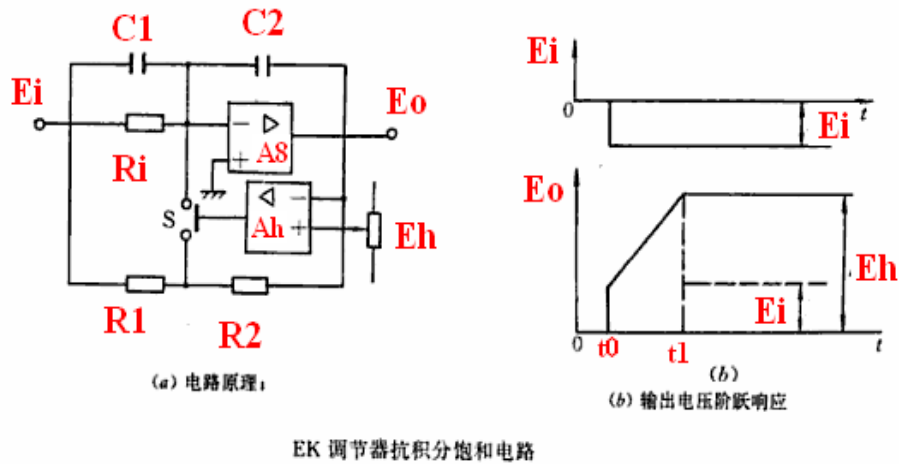 C1
C2
Ei
Eo
Ri
−
+
A8
S
Ah
−
+
Eh
R1
R2
(a) 电路原理;
Ei
0
t
Ei
Eo
Eh
Ei
0
t0
t1
t
(b)
(b) 输出电压阶跃响应
EK 调节器抗积分饱和电路